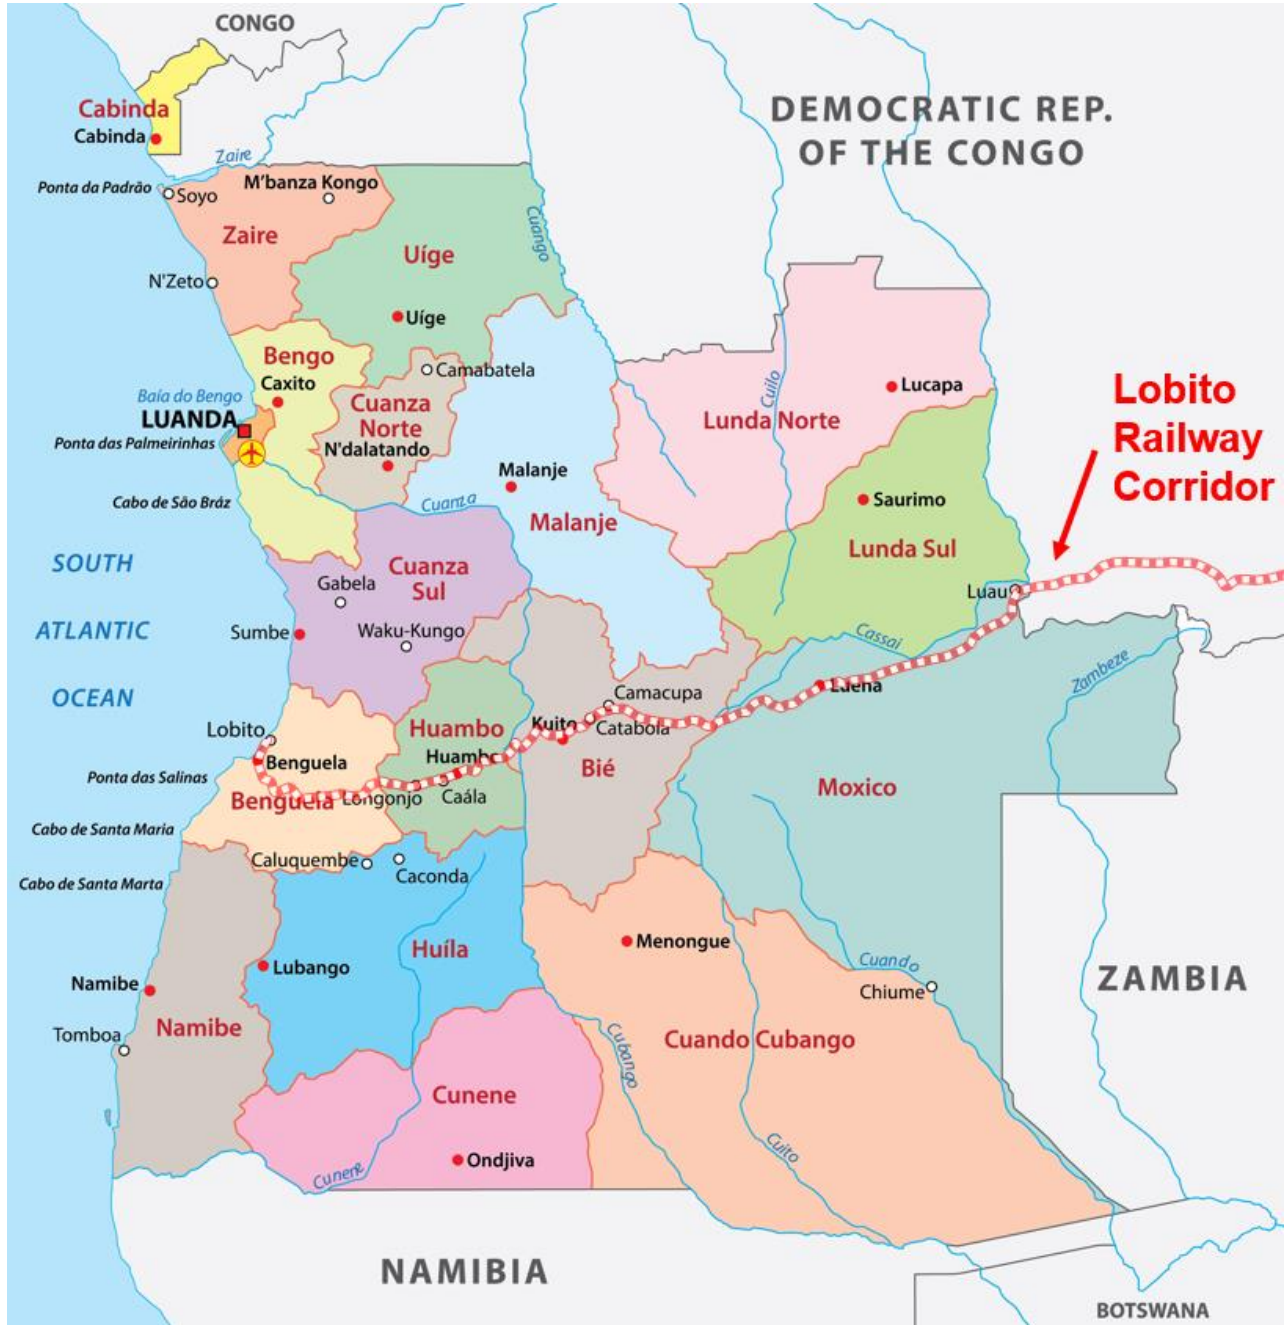 CONGO
Cabinda
Cabinda
DEMOCRATIC REP.
OF THE CONGO
Zaire
Ponta da Padrão
Soyo
M'banza Kongo
Zaire
Uíge
Cuango
N'Zeto
Uíge
Bengo
Caxito
Camabatela
Cuilo
Lucapa
Lobito
Railway
Corridor
Baía do Bengo
LUANDA
Ponta das Palmeirinhas
Cuanza
Norte
N'dalatando
Lunda Norte
Malanje
Cabo de São Bráz
Cuanza
Malanje
Saurimo
Lunda Sul
SOUTH
ATLANTIC
OCEAN
Cuanza
Sul
Gabela
Luau
Sumbe
Waku-Kungo
Cassai
Zambeze
Camacupa
Luena
Lobito
Huambo
Kuito
Catabola
Benguela
Huambo
Bié
Ponta das Salinas
Benguela
Longonjo
Caála
Moxico
Cabo de Santa Maria
Caluquembe
Caconda
Cabo de Santa Marta
Menongue
Huíla
Lubango
Cuando
Namibe
Chiume
ZAMBIA
Tomboa
Namibe
Cubango
Cuando Cubango
Cunene
Cuito
Ondjiva
Cunene
NAMIBIA
BOTSWANA